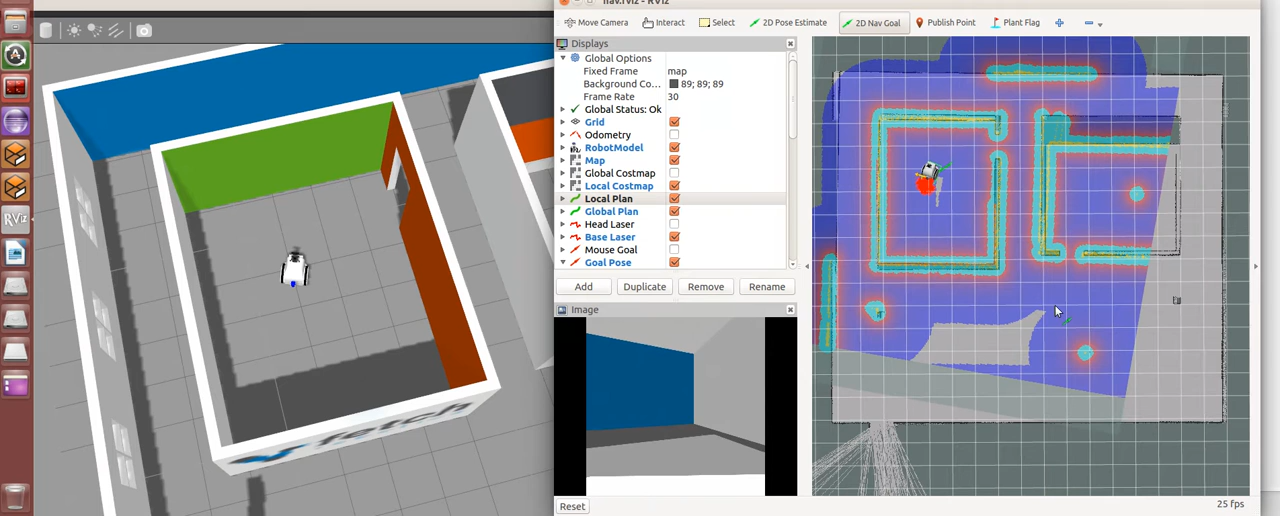 nav.rviz - RViz
Move Camera Interact Select 2D Pose Estimate 2D Nav Goal Publish Point Plant Flag
Displays
Global Options
Fixed Frame map
Background Co... 89; 89; 89
Frame Rate 30
Global Status: Ok
Grid
Odometry
RobotModel
Map
Global Costmap
Local Costmap
Local Plan
Global Plan
Head Laser
Base Laser
Mouse Goal
Goal Pose
Add Duplicate Remove Rename
Image
Reset
25 fps
RViz
fetch